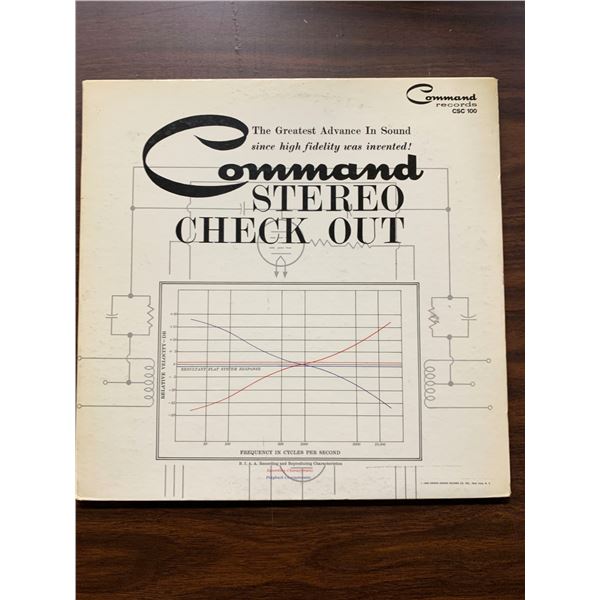 Command
records
CSC 100
The Greatest Advance In Sound
since high fidelity was invented!
Command
STEREO
CHECK OUT
RELATIVE VELOCITY—DB
RESULTANT FLAT SYSTEM RESPONSE
FREQUENCY IN CYCLES PER SECOND
R. I. A. A. Recording and Reproducing Characteristics
Playback Characteristic